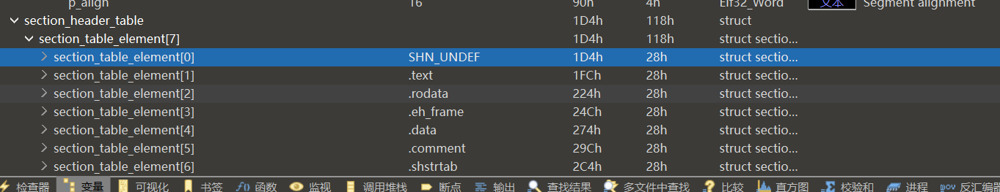 p_align 16 90h 4h Elf32_Word 文本 Segment alignment
section_header_table 1D4h 118h struct
section_table_element[7] 1D4h 118h struct sectio...
section_table_element[0] SHN_UNDEF 1D4h 28h struct sectio...
section_table_element[1] .text 1FCh 28h struct sectio...
section_table_element[2] .rodata 224h 28h struct sectio...
section_table_element[3] .eh_frame 24Ch 28h struct sectio...
section_table_element[4] .data 274h 28h struct sectio...
section_table_element[5] .comment 29Ch 28h struct sectio...
section_table_element[6] .shstrtab 2C4h 28h struct sectio...
检查器 变量 可视化 书签 f() 函数 监视 调用堆栈 断点 输出 查找结果 多文件中查找 比较 直方图 校验和 进程 pov 反汇编器